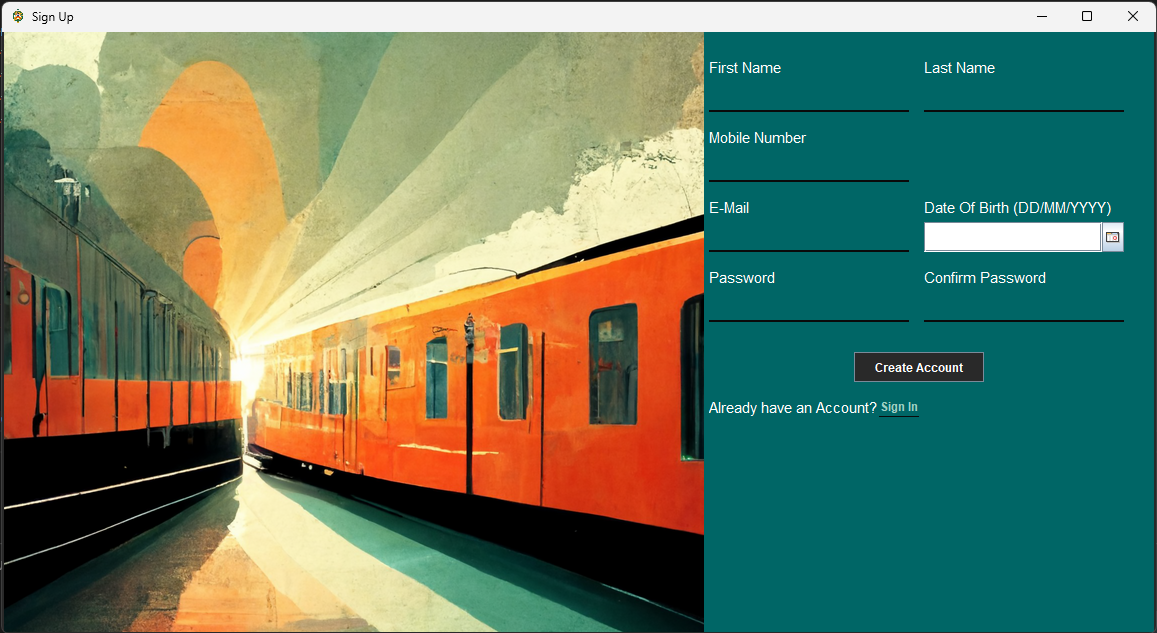 Sign Up
First Name Last Name
Mobile Number
E-Mail Date Of Birth (DD/MM/YYYY)
Password Confirm Password
Create Account
Already have an Account? Sign In